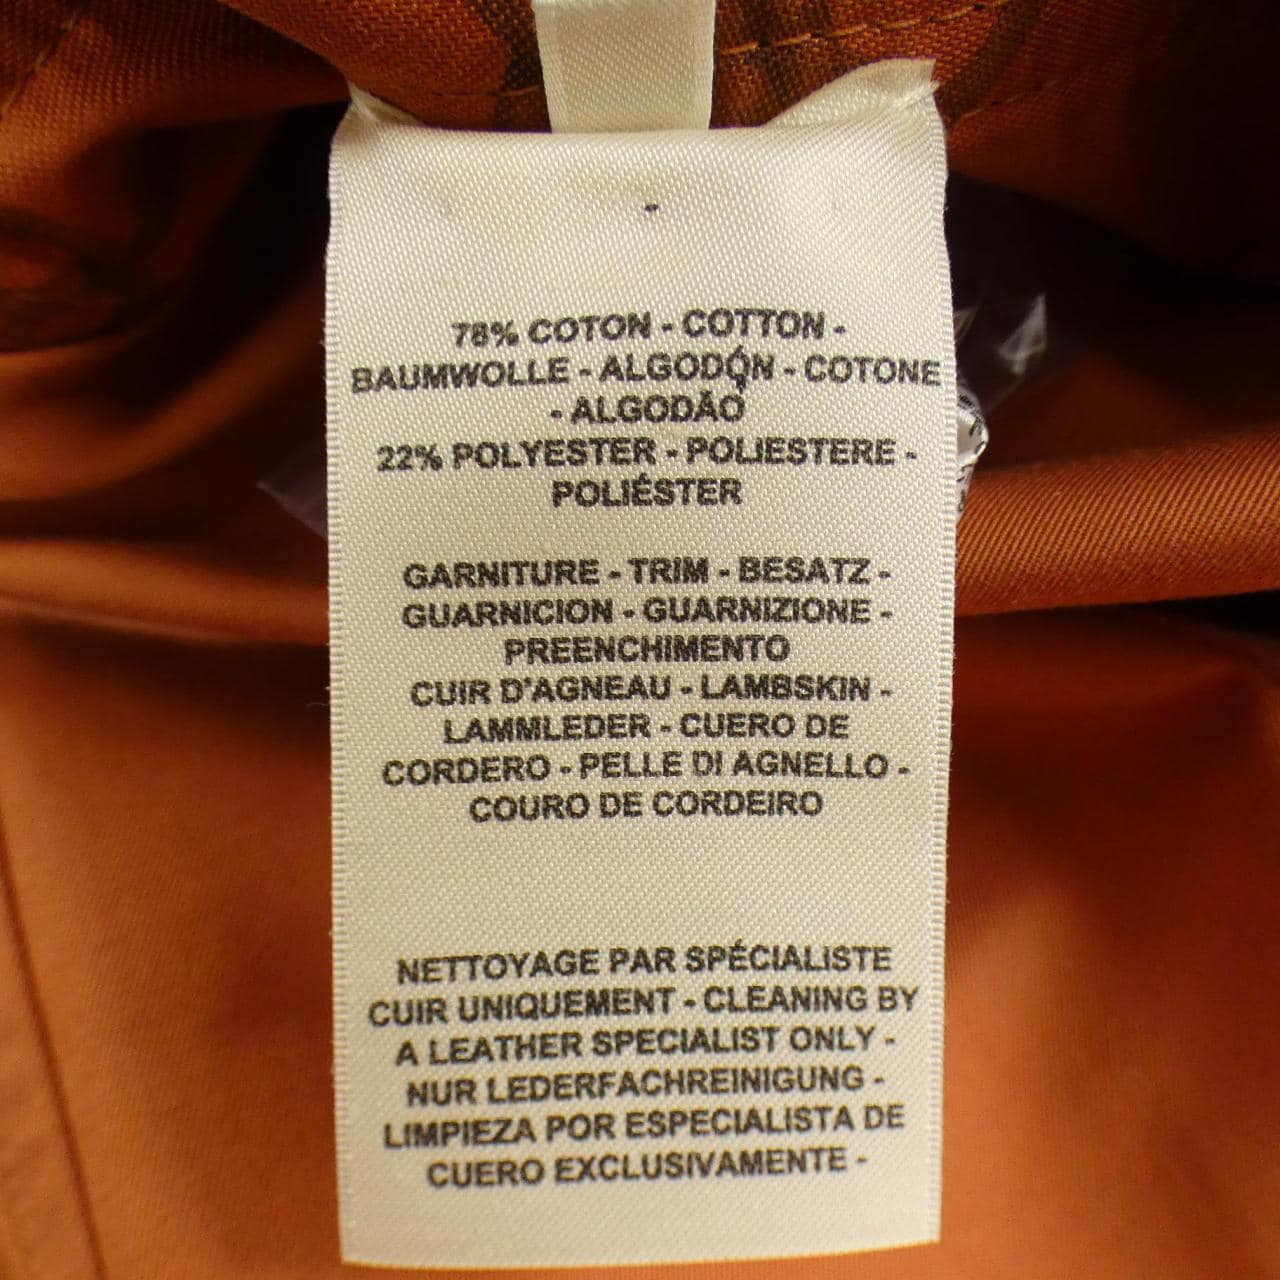 78% COTON - COTTON -
BAUMWOLLE - ALGODÓN - COTONE
- ALGODÃO
22% POLYESTER - POLIESTERE -
POLIÉSTER
GARNITURE - TRIM - BESATZ -
GUARNICION - GUARNIZIONE -
PREENCHIMENTO
CUIR D'AGNEAU - LAMBSKIN -
LAMMLEDER - CUERO DE
CORDERO - PELLE DI AGNELLO -
COURO DE CORDEIRO
NETTOYAGE PAR SPÉCIALISTE
CUIR UNIQUEMENT - CLEANING BY
A LEATHER SPECIALIST ONLY -
NUR LEDERFACHREINIGUNG -
LIMPIEZA POR ESPECIALISTA DE
CUERO EXCLUSIVAMENTE -